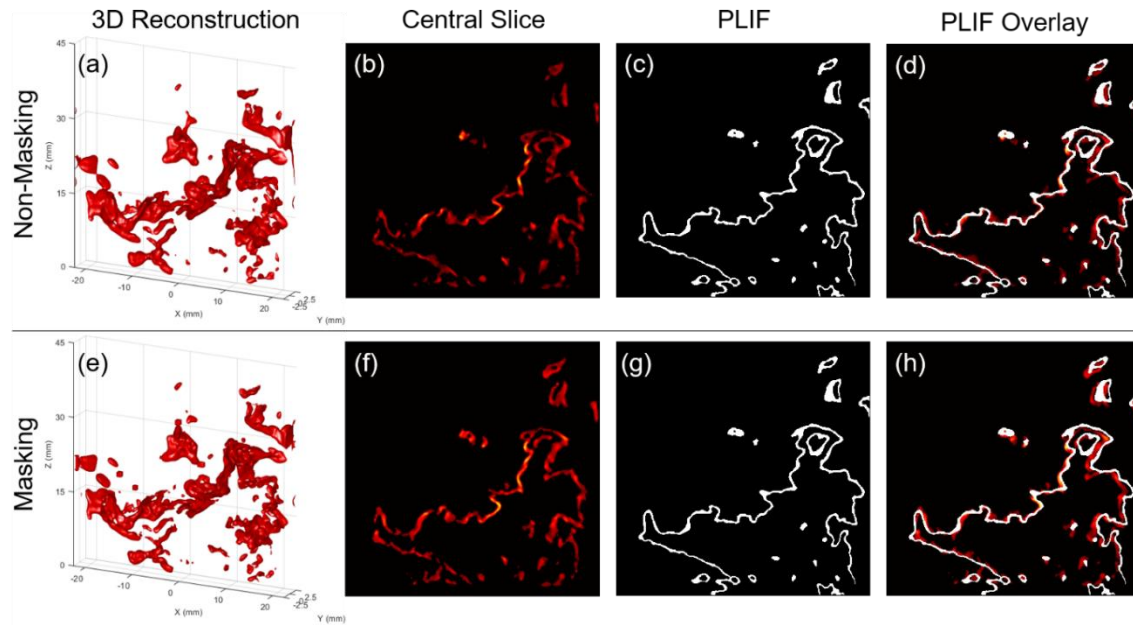 3D Reconstruction
Central Slice
PLIF
PLIF Overlay
Non-Masking
(a)
45
30
15
0
Z (mm)
-20
-10
0
10
20
X (mm)
2.5
-2.5
Y (mm)
(b)
(c)
(d)
Masking
(e)
45
30
15
0
Z (mm)
-20
-10
0
10
20
X (mm)
2.5
Y (mm)
(f)
(g)
(h)